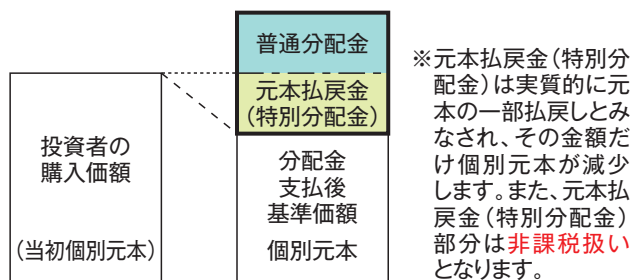 普通分配金
元本払戻金
(特別分配金)
投資者の
購入価額
(当初個別元本)
分配金
支払後
基準価額
個別元本
※元本払戻金(特別分
配金)は実質的に元
本の一部払戻しとみ
なされ、その金額だ
け個別元本が減少
します。また、元本払
戻金(特別分配金)
部分は非課税扱い
となります。